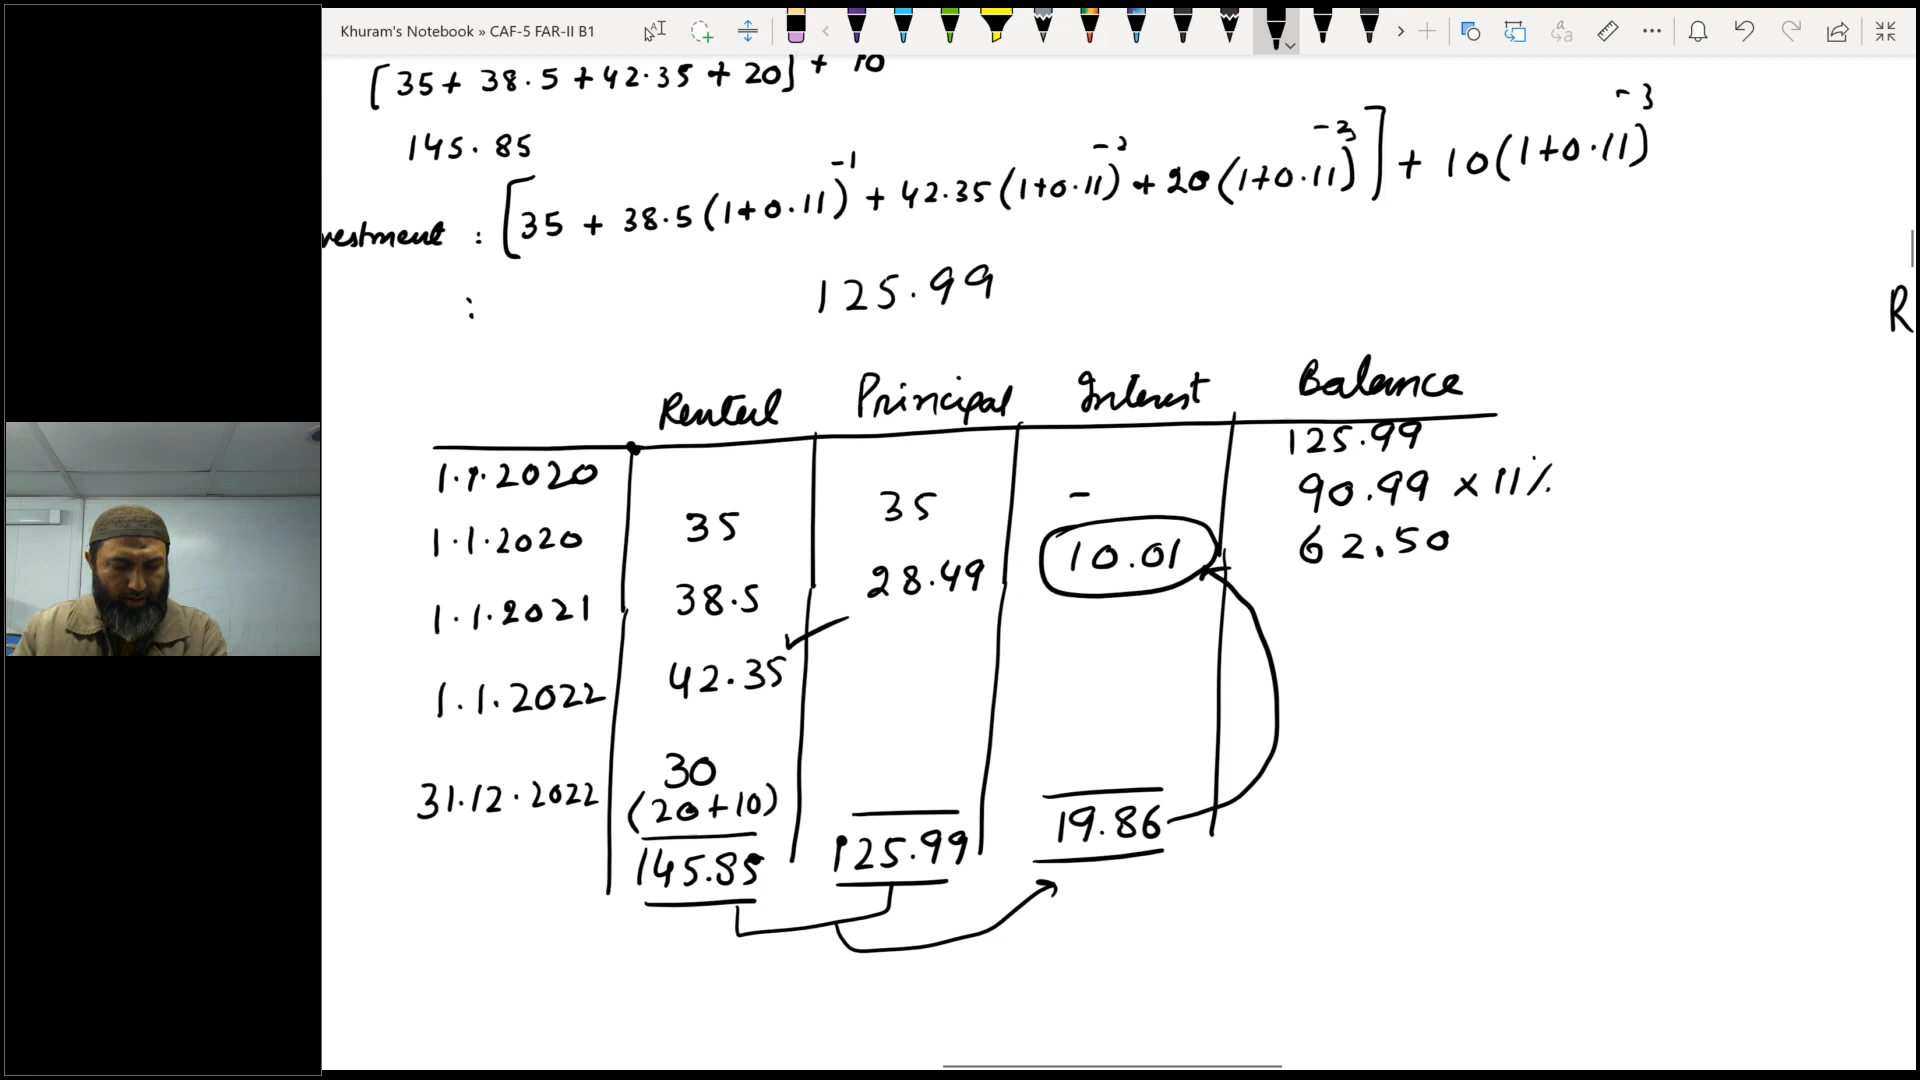 Khuram's Notebook » CAF-5 FAR-II B1
[35 + 38.5 + 42.35 + 20] + 10
145.85
vestment : [35 + 38.5 (1+0.11)⁻¹ + 42.35 (1+0.11)⁻² + 20 (1+0.11)⁻³] + 10 (1+0.11)⁻³
: 125.99
R
Rental Principal Interest Balance
1.1.2020 125.99
1.1.2020 35 35 - 90.99 x 11%
1.1.2021 38.5 28.49 10.01 62.50
1.1.2022 42.35
31.12.2022 30
(20+10)
145.85 125.99 19.86